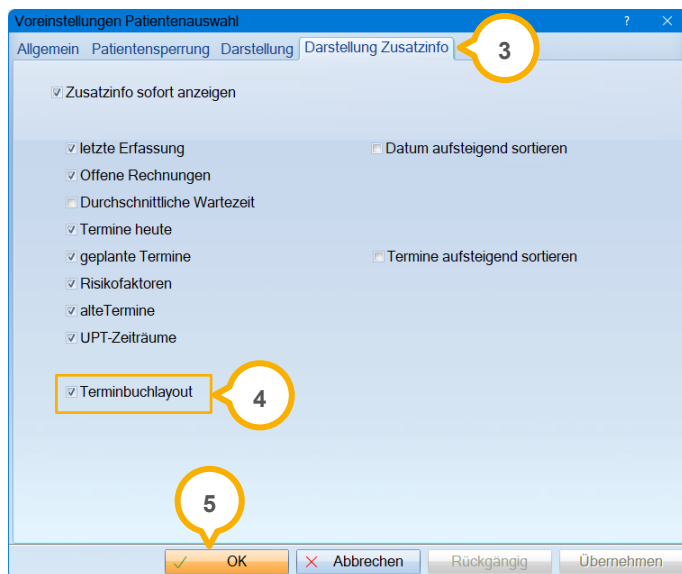 Voreinstellungen Patientenauswahl ? ×
Allgemein Patientensperrung Darstellung Darstellung Zusatzinfo 3
Zusatzinfo sofort anzeigen
letzte Erfassung Datum aufsteigend sortieren
Offene Rechnungen
Durchschnittliche Wartezeit
Termine heute
geplante Termine Termine aufsteigend sortieren
Risikofaktoren
alteTermine
UPT-Zeiträume
Terminbuchlayout 4
5
OK Abbrechen Rückgängig Übernehmen